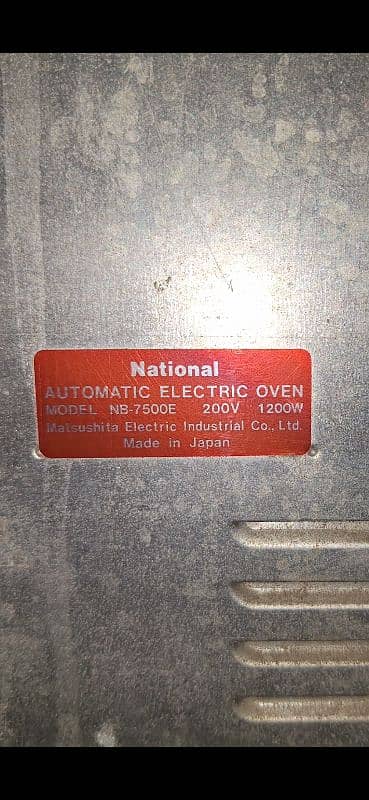 National
AUTOMATIC ELECTRIC OVEN
MODEL NB-7500E 200V 1200W
Matsushita Electric Industrial Co., Ltd.
Made in Japan